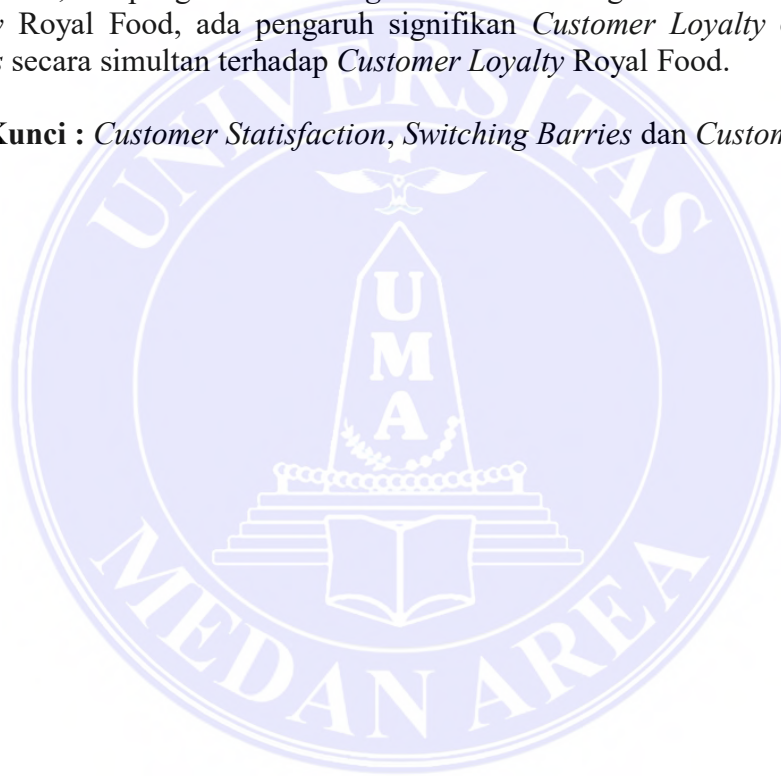 Royal Food, ada pengaruh signifikan Customer Loyalty
secara simultan terhadap Customer Loyalty Royal Food.
Kunci : Customer Statisfaction, Switching Barries dan
UNIVERSITAS
UMA
MEDAN AREA